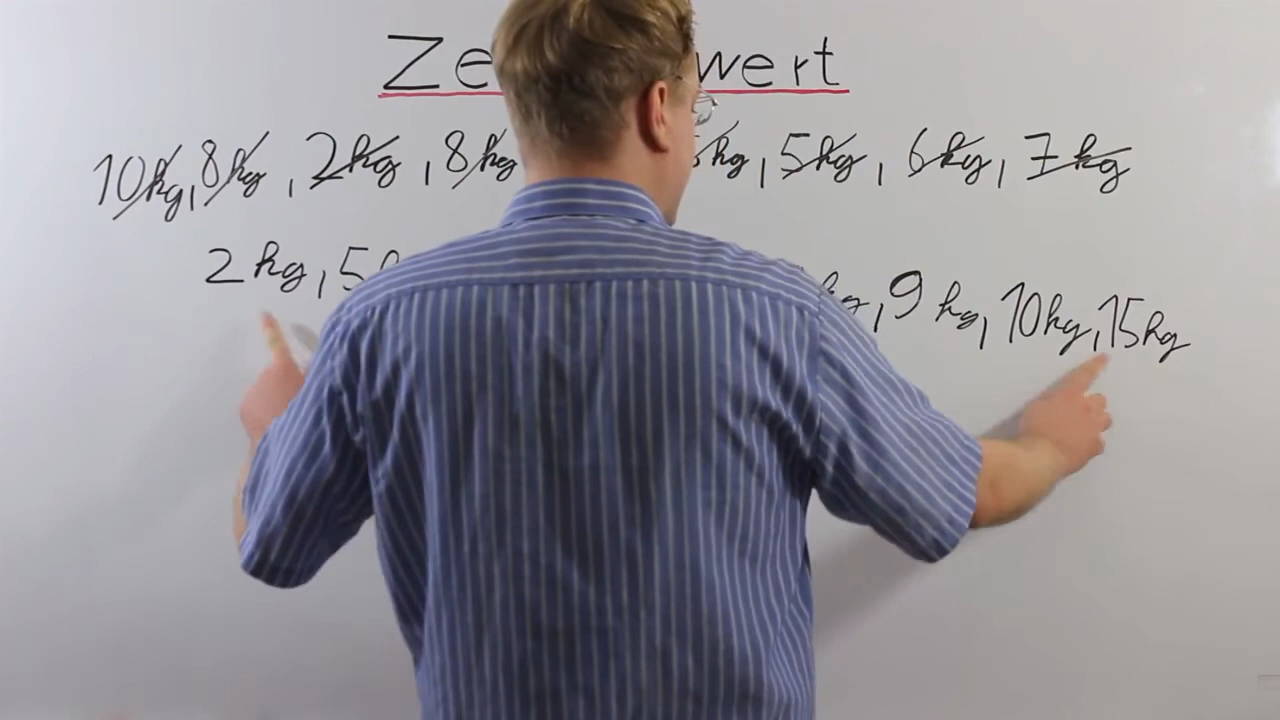 Ze wert
10kg, 8kg, 2kg, 8kg kg, 5kg, 6kg, 7kg
2kg, 5 kg, 9kg, 10kg, 15kg